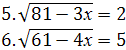 5.√81 − 3x = 2
6.√61 − 4x = 5